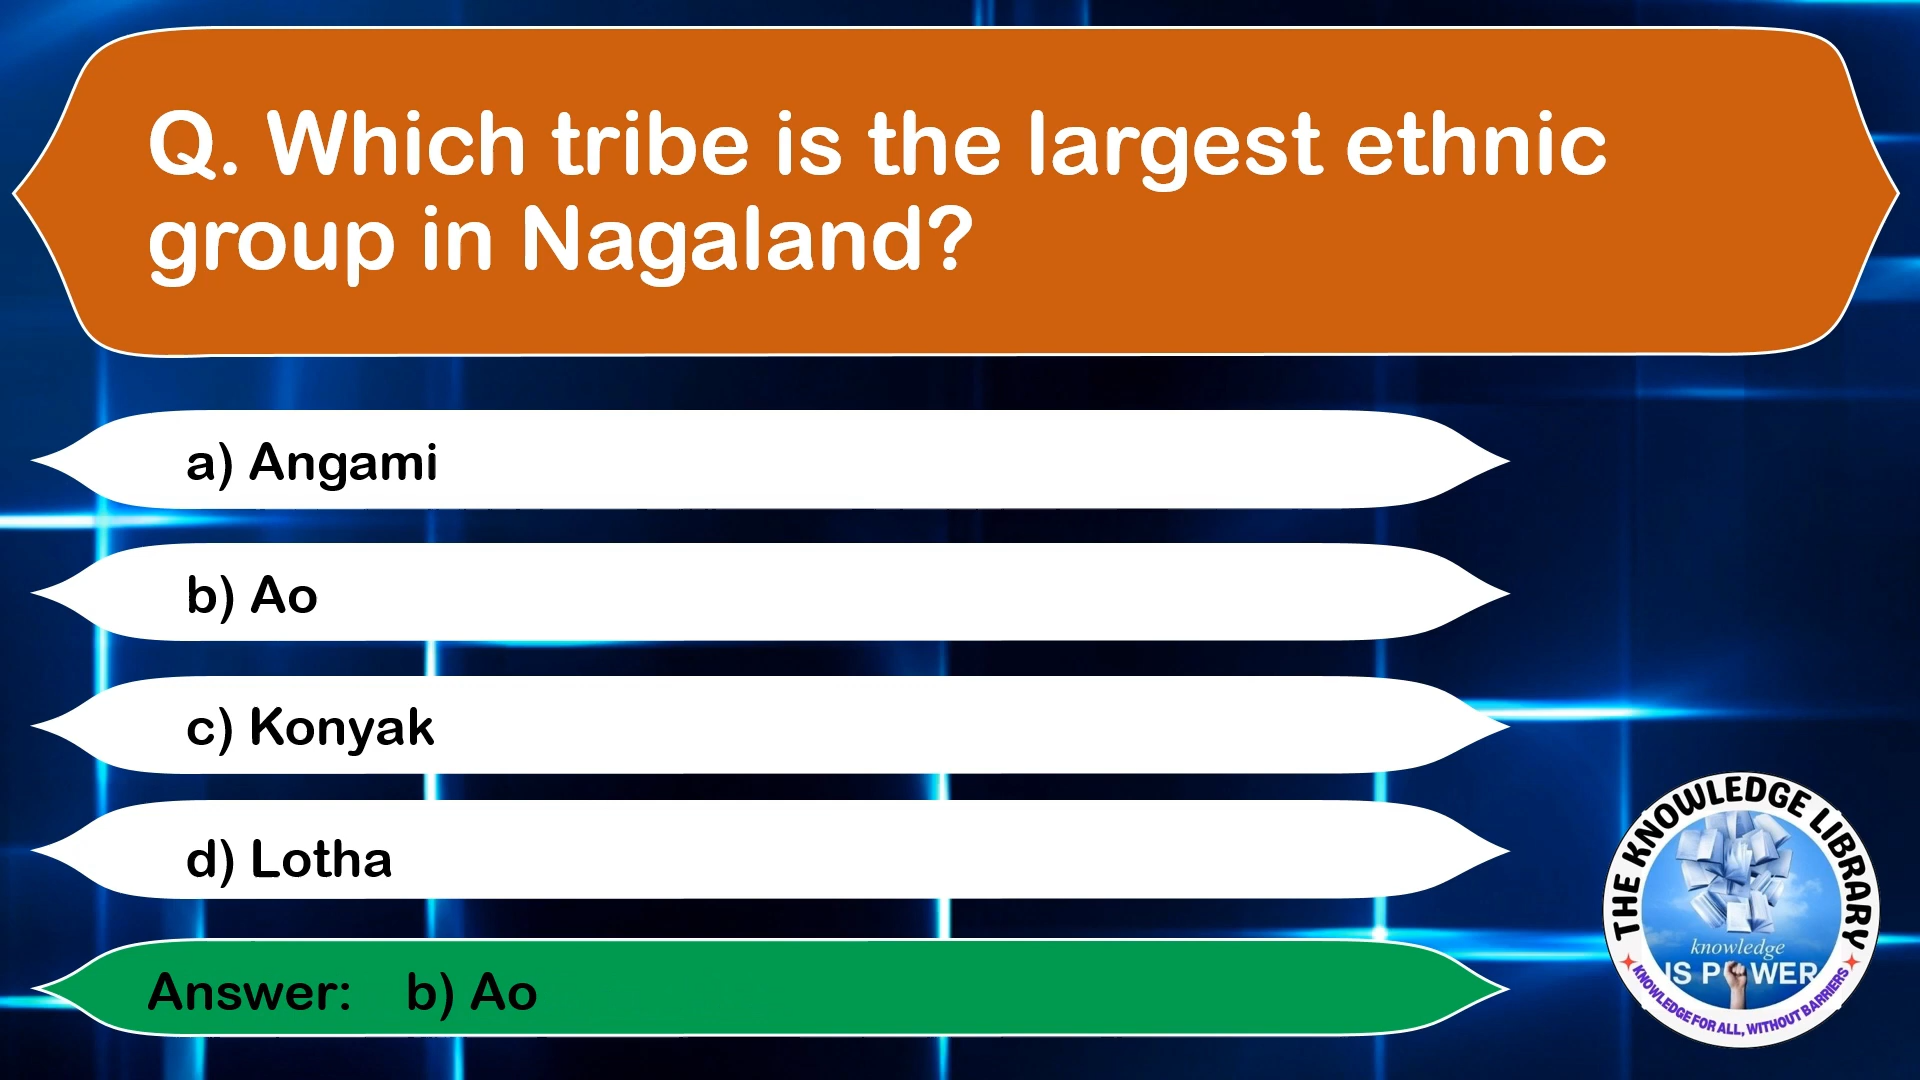 Q. Which tribe is the largest ethnic
group in Nagaland?
a) Angami
b) Ao
c) Konyak
d) Lotha
Answer: b) Ao
THE KNOWLEDGE LIBRARY
knowledge
IS POWER
KNOWLEDGE FOR ALL, WITHOUT BARRIERS